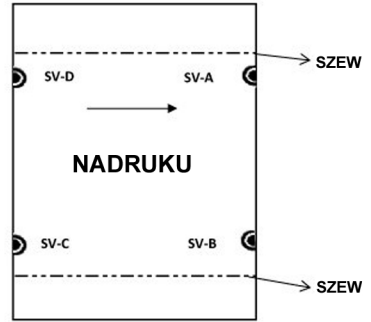 SZEW
SV-D SV-A
NADRUKU
SV-C SV-B
SZEW